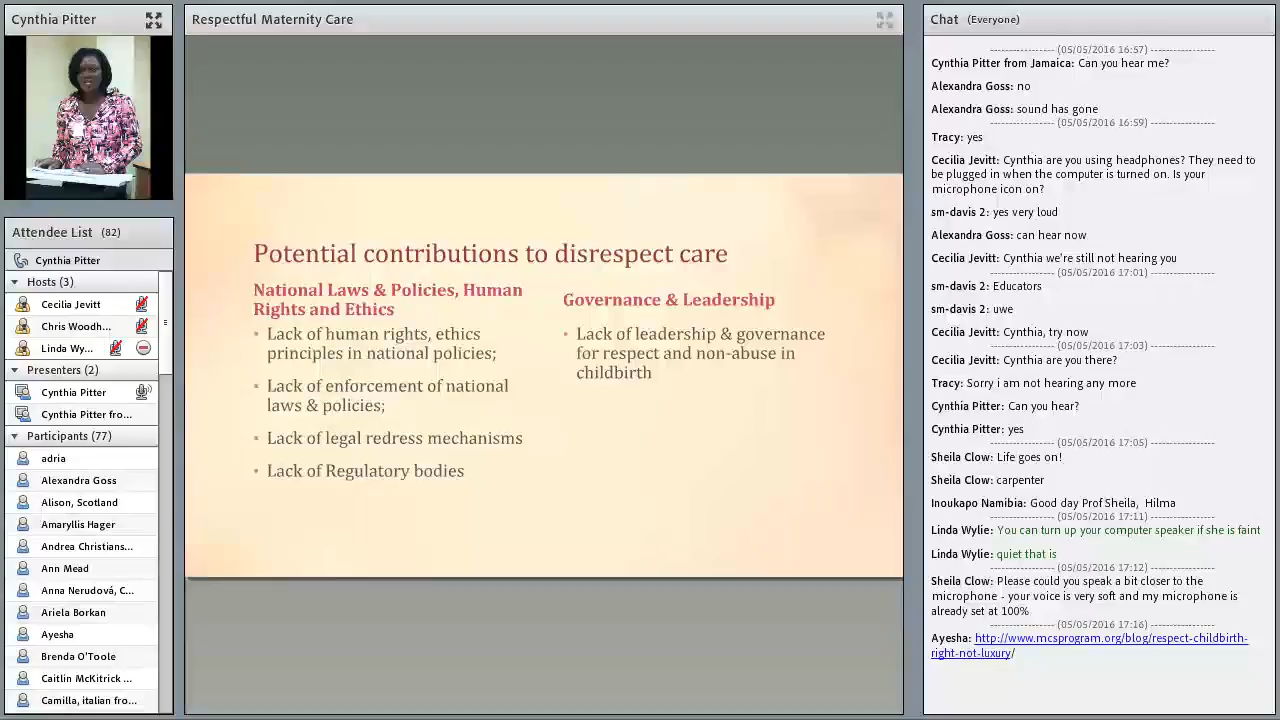 Cynthia Pitter
Attendee List (82)
Cynthia Pitter
Hosts (3)
Cecilia Jevitt
Chris Woodh...
Linda Wy...
Presenters (2)
Cynthia Pitter
Cynthia Pitter fro...
Participants (77)
adria
Alexandra Goss
Alison, Scotland
Amaryllis Hager
Andrea Christians...
Ann Mead
Anna Nerudová, C...
Ariela Borkan
Ayesha
Brenda O'Toole
Caitlin McKitrick ...
Camilla, italian fro...
Respectful Maternity Care
Potential contributions to disrespect care
National Laws & Policies, Human
Rights and Ethics
• Lack of human rights, ethics
principles in national policies;
• Lack of enforcement of national
laws & policies;
• Lack of legal redress mechanisms
• Lack of Regulatory bodies
Governance & Leadership
• Lack of leadership & governance
for respect and non-abuse in
childbirth
Chat (Everyone)
---------------- (05/05/2016 16:57) ----------------
Cynthia Pitter from Jamaica: Can you hear me?
Alexandra Goss: no
Alexandra Goss: sound has gone
---------------- (05/05/2016 16:59) ----------------
Tracy: yes
Cecilia Jevitt: Cynthia are you using headphones? They need to
be plugged in when the computer is turned on. Is your
microphone icon on?
sm-davis 2: yes very loud
Alexandra Goss: can hear now
Cecilia Jevitt: Cynthia we're still not hearing you
---------------- (05/05/2016 17:01) ----------------
sm-davis 2: Educators
sm-davis 2: uwe
Cecilia Jevitt: Cynthia, try now
---------------- (05/05/2016 17:03) ----------------
Cecilia Jevitt: Cynthia are you there?
Tracy: Sorry i am not hearing any more
Cynthia Pitter: Can you hear?
Cynthia Pitter: yes
---------------- (05/05/2016 17:05) ----------------
Sheila Clow: Life goes on!
Sheila Clow: carpenter
Inoukapo Namibia: Good day Prof Sheila, Hilma
---------------- (05/05/2016 17:11) ----------------
Linda Wylie: You can turn up your computer speaker if she is faint
Linda Wylie: quiet that is
---------------- (05/05/2016 17:12) ----------------
Sheila Clow: Please could you speak a bit closer to the
microphone - your voice is very soft and my microphone is
already set at 100%
---------------- (05/05/2016 17:16) ----------------
Ayesha: http://www.mcsprogram.org/blog/respect-childbirth-
right-not-luxury/